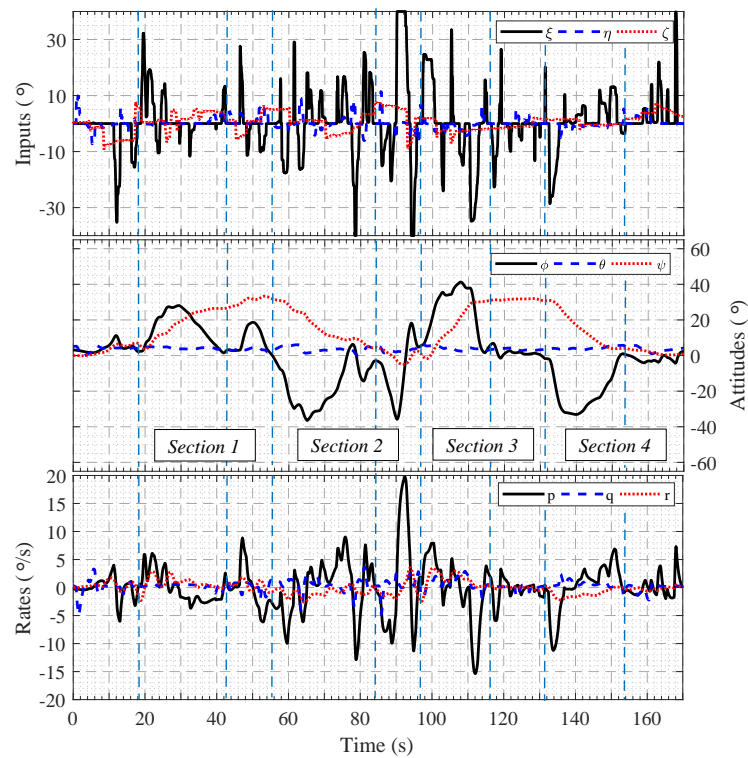 30
10
-10
-30
Inputs ( °)
ξ η ζ
60
40
20
0
-20
-40
-60
Attitudes ( °)
ϕ θ ψ
Section 1 Section 2 Section 3 Section 4
20
15
10
5
0
-5
-10
-15
-20
Rates ( °/s)
p q r
0 20 40 60 80 100 120 140 160
Time (s)